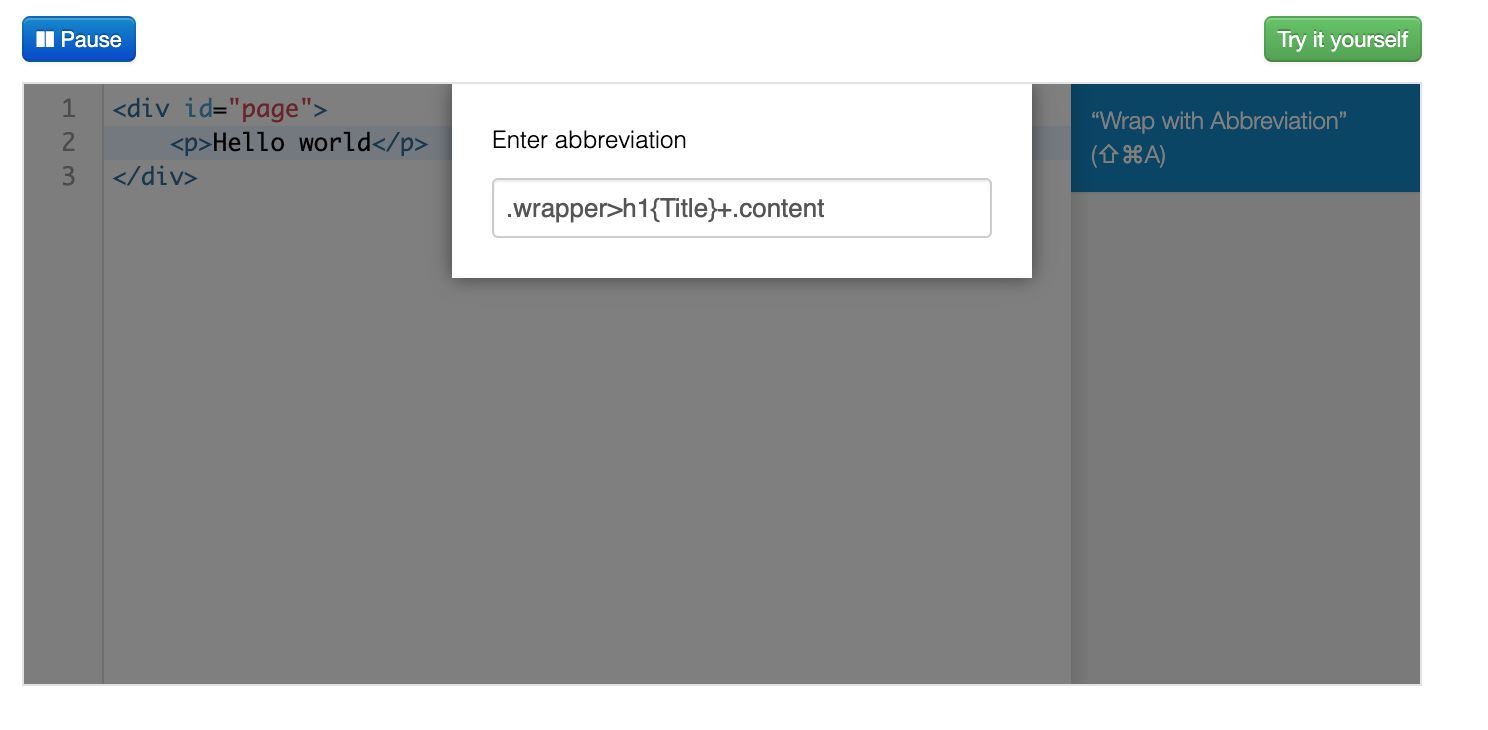 Pause
Try it yourself
1 <div id="page">
2 <p>Hello world</p>
3 </div>
Enter abbreviation
.wrapper>h1{Title}+.content
“Wrap with Abbreviation”
(⇧⌘A)